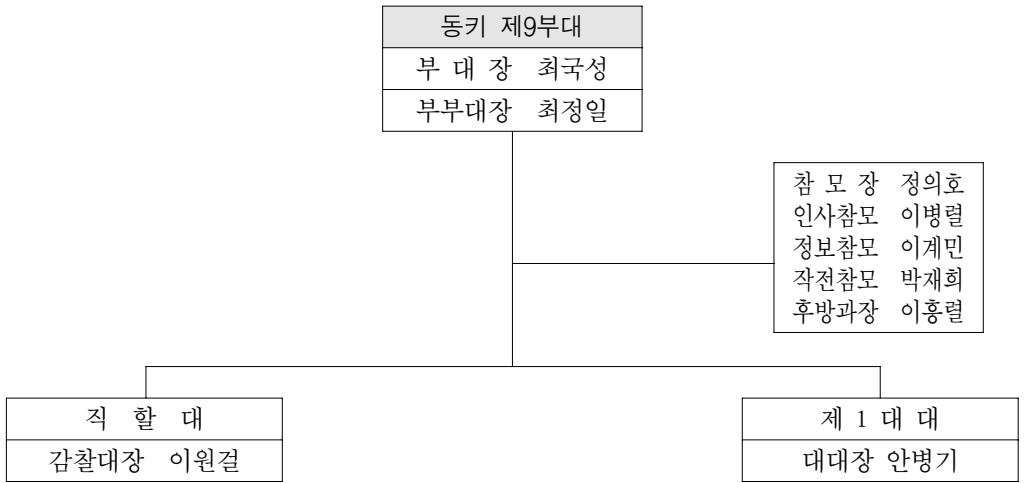 동키 제9부대
부 대 장 최국성
부부대장 최정일
참 모 장 정의호
인사참모 이병렬
정보참모 이계민
작전참모 박재희
후방과장 이흥렬
직 할 대
감찰대장 이원걸
제 1 대 대
대대장 안병기